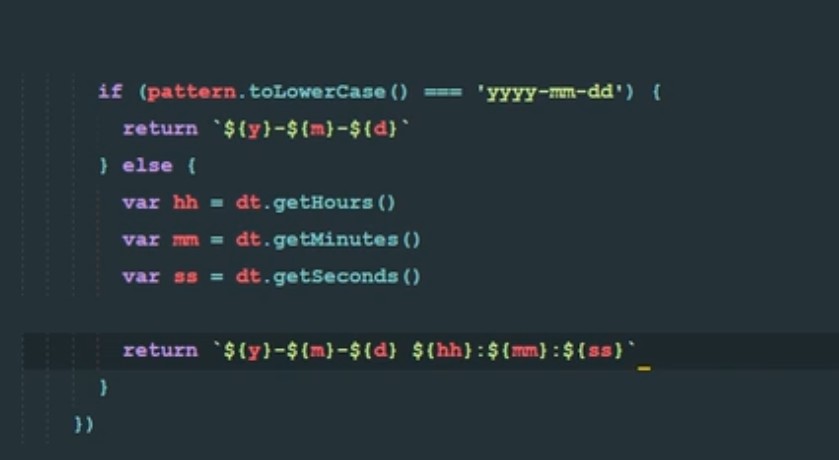 if (pattern.toLowerCase() === 'yyyy-mm-dd') {
return `${y}-${m}-${d}`
} else {
var hh = dt.getHours()
var mm = dt.getMinutes()
var ss = dt.getSeconds()
return `${y}-${m}-${d} ${hh}:${mm}:${ss}`
}
})